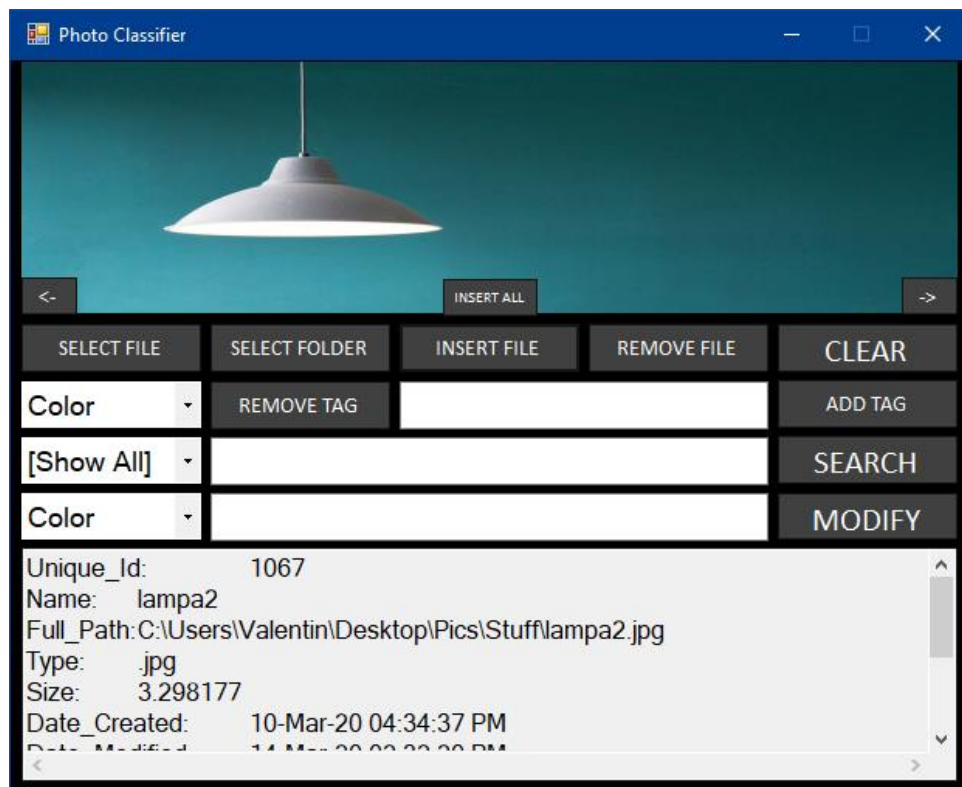 Photo Classifier
<- INSERT ALL ->
SELECT FILE SELECT FOLDER INSERT FILE REMOVE FILE CLEAR
Color REMOVE TAG ADD TAG
[Show All] SEARCH
Color MODIFY
Unique_Id: 1067
Name: lampa2
Full_Path: C:\Users\Valentin\Desktop\Pics\Stuff\lampa2.jpg
Type: .jpg
Size: 3.298177
Date_Created: 10-Mar-20 04:34:37 PM